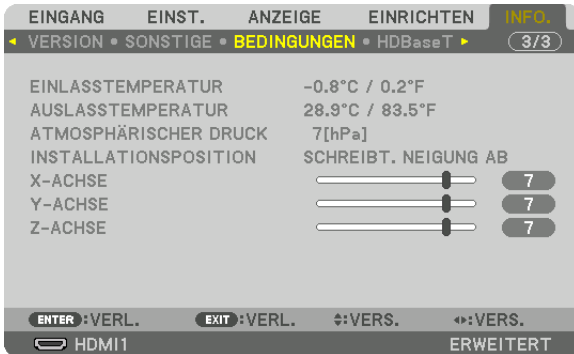 EINGANG EINST. ANZEIGE EINRICHTEN INFO.
VERSION • SONSTIGE • BEDINGUNGEN • HDBaseT 3/3
EINLASSTEMPERATUR -0.8°C / 0.2°F
AUSLASSTEMPERATUR 28.9°C / 83.5°F
ATMOSPHÄRISCHER DRUCK 7[hPa]
INSTALLATIONSPOSITION SCHREIBT. NEIGUNG AB
X-ACHSE 7
Y-ACHSE 7
Z-ACHSE 7
ENTER :VERL. EXIT :VERL. :VERS. :VERS.
HDMI1 ERWEITERT